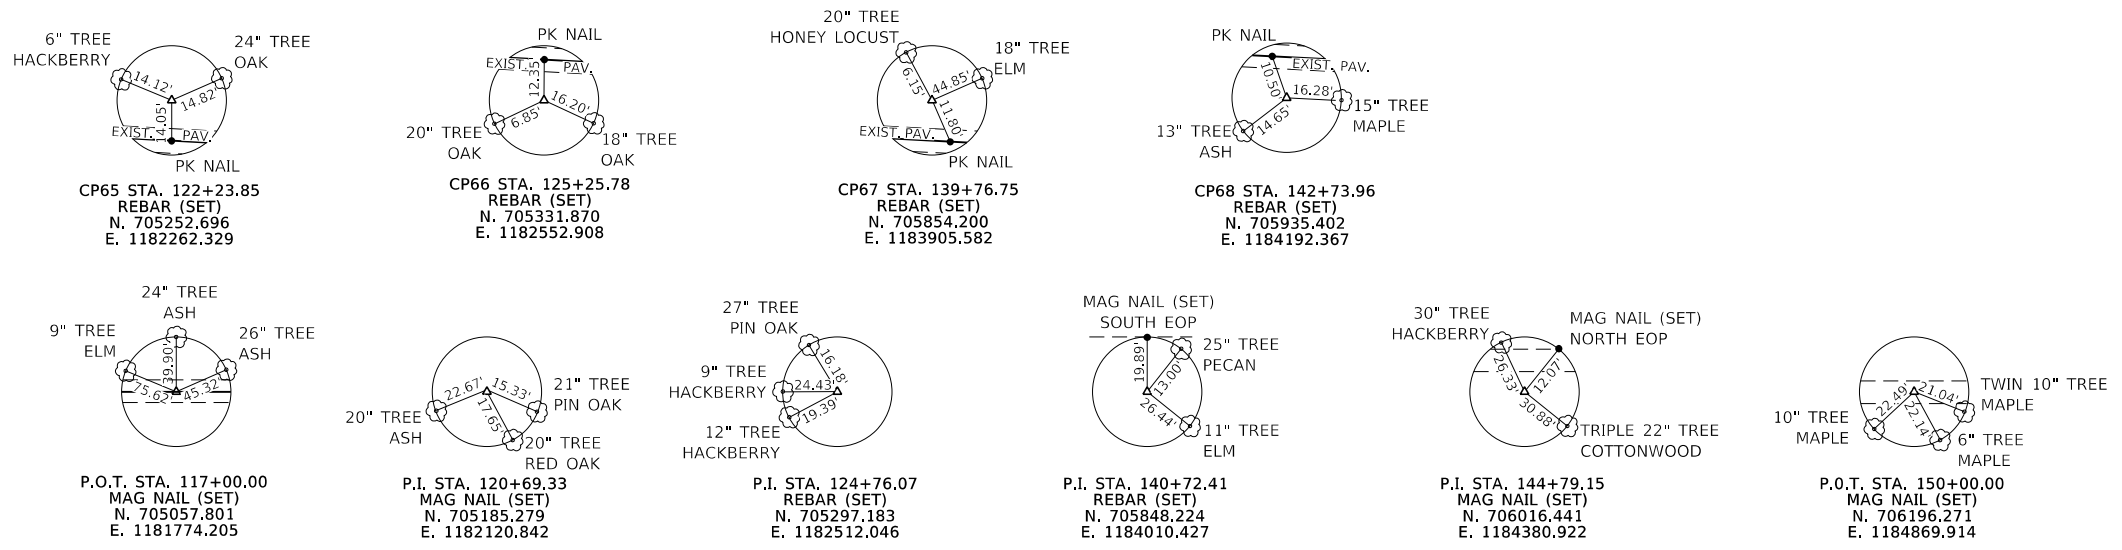 6" TREE
HACKBERRY
24" TREE
OAK
14.12'
14.82'
14.05'
EXIST. PAV.
PK NAIL
CP65 STA. 122+23.85
REBAR (SET)
N. 705252.696
E. 1182262.329
PK NAIL
EXIST. PAV.
12.35
16.20'
6.85'
20" TREE
OAK
18" TREE
OAK
CP66 STA. 125+25.78
REBAR (SET)
N. 705331.870
E. 1182552.908
20" TREE
HONEY LOCUST
18" TREE
ELM
6.15'
44.85'
11.80'
EXIST. PAV.
PK NAIL
CP67 STA. 139+76.75
REBAR (SET)
N. 705854.200
E. 1183905.582
PK NAIL
EXIST. PAV.
10.50
16.28'
14.65'
15" TREE
MAPLE
13" TREE
ASH
CP68 STA. 142+73.96
REBAR (SET)
N. 705935.402
E. 1184192.367
24" TREE
ASH
9" TREE
ELM
26" TREE
ASH
39.90'
75.62'
45.32'
P.O.T. STA. 117+00.00
MAG NAIL (SET)
N. 705057.801
E. 1181774.205
22.67'
15.33'
17.65'
21" TREE
PIN OAK
20" TREE
ASH
20" TREE
RED OAK
P.I. STA. 120+69.33
MAG NAIL (SET)
N. 705185.279
E. 1182120.842
27" TREE
PIN OAK
16.18'
9" TREE
HACKBERRY
24.43'
19.39'
12" TREE
HACKBERRY
P.I. STA. 124+76.07
REBAR (SET)
N. 705297.183
E. 1182512.046
MAG NAIL (SET)
SOUTH EOP
25" TREE
PECAN
19.89'
13.00'
26.44'
11" TREE
ELM
P.I. STA. 140+72.41
REBAR (SET)
N. 705848.224
E. 1184010.427
30" TREE
HACKBERRY
MAG NAIL (SET)
NORTH EOP
26.33'
12.07'
30.88'
TRIPLE 22" TREE
COTTONWOOD
P.I. STA. 144+79.15
MAG NAIL (SET)
N. 706016.441
E. 1184380.922
22.49'
21.04'
22.14'
TWIN 10" TREE
MAPLE
10" TREE
MAPLE
6" TREE
MAPLE
P.O.T. STA. 150+00.00
MAG NAIL (SET)
N. 706196.271
E. 1184869.914